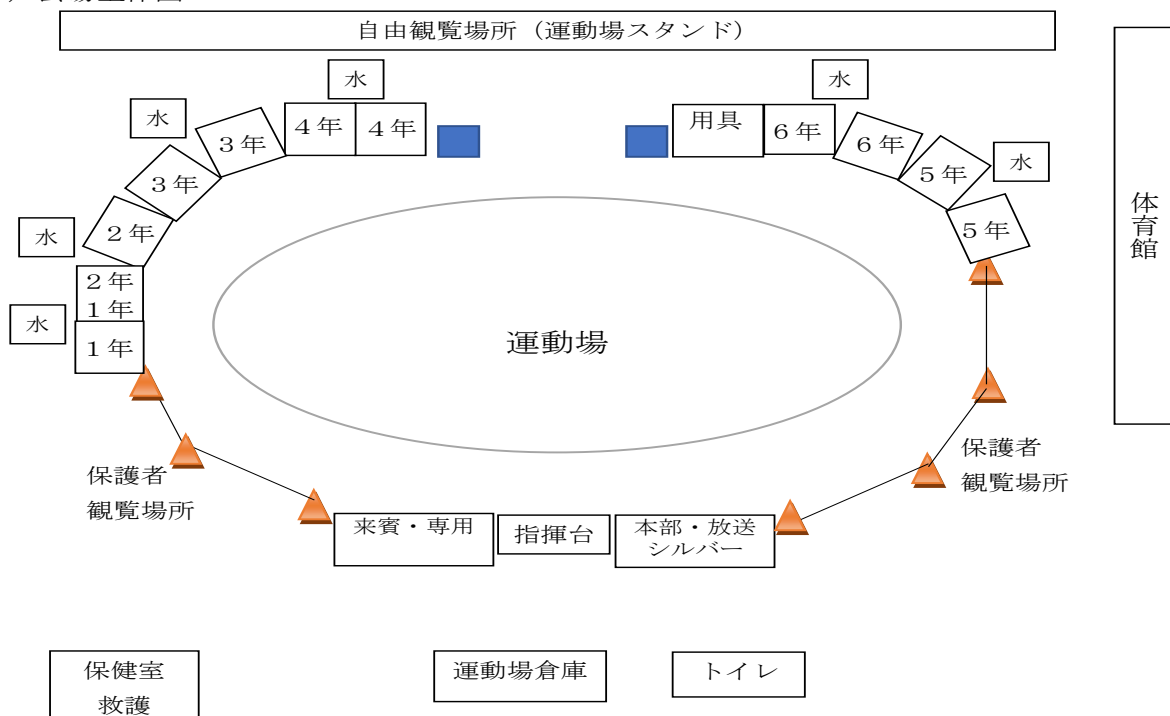 自由観覧場所（運動場スタンド）
水
水
水
４年
４年
用具
６年
３年
６年
３年
５年
水
体育館
２年
水
５年
２年
１年
水
１年
運動場
保護者
観覧場所
保護者
観覧場所
来賓・専用
指揮台
本部・放送
シルバー
保健室
救護
運動場倉庫
トイレ